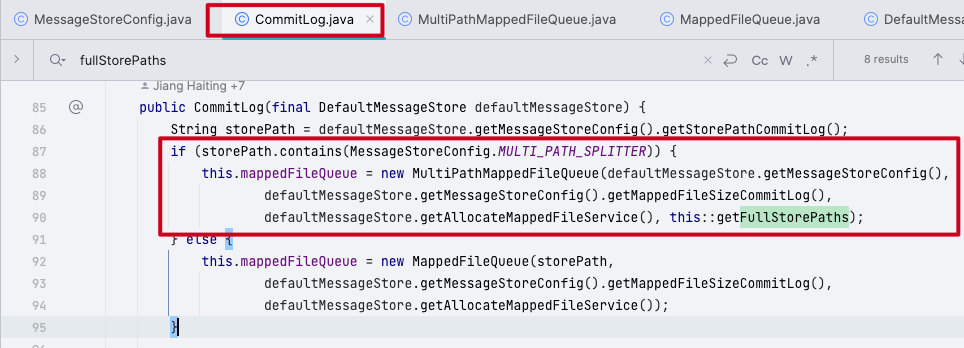 MessageStoreConfig.java CommitLog.java MultiPathMappedFileQueue.java MappedFileQueue.java DefaultMessa
fullStorePaths Cc W .* 8 results
Jiang Haiting +7
85 @ public CommitLog(final DefaultMessageStore defaultMessageStore) {
86 String storePath = defaultMessageStore.getMessageStoreConfig().getStorePathCommitLog();
87 if (storePath.contains(MessageStoreConfig.MULTI_PATH_SPLITTER)) {
88 this.mappedFileQueue = new MultiPathMappedFileQueue(defaultMessageStore.getMessageStoreConfig(),
89 defaultMessageStore.getMessageStoreConfig().getMappedFileSizeCommitLog(),
90 defaultMessageStore.getAllocateMappedFileService(), this::getFullStorePaths);
91 } else {
92 this.mappedFileQueue = new MappedFileQueue(storePath,
93 defaultMessageStore.getMessageStoreConfig().getMappedFileSizeCommitLog(),
94 defaultMessageStore.getAllocateMappedFileService());
95 }